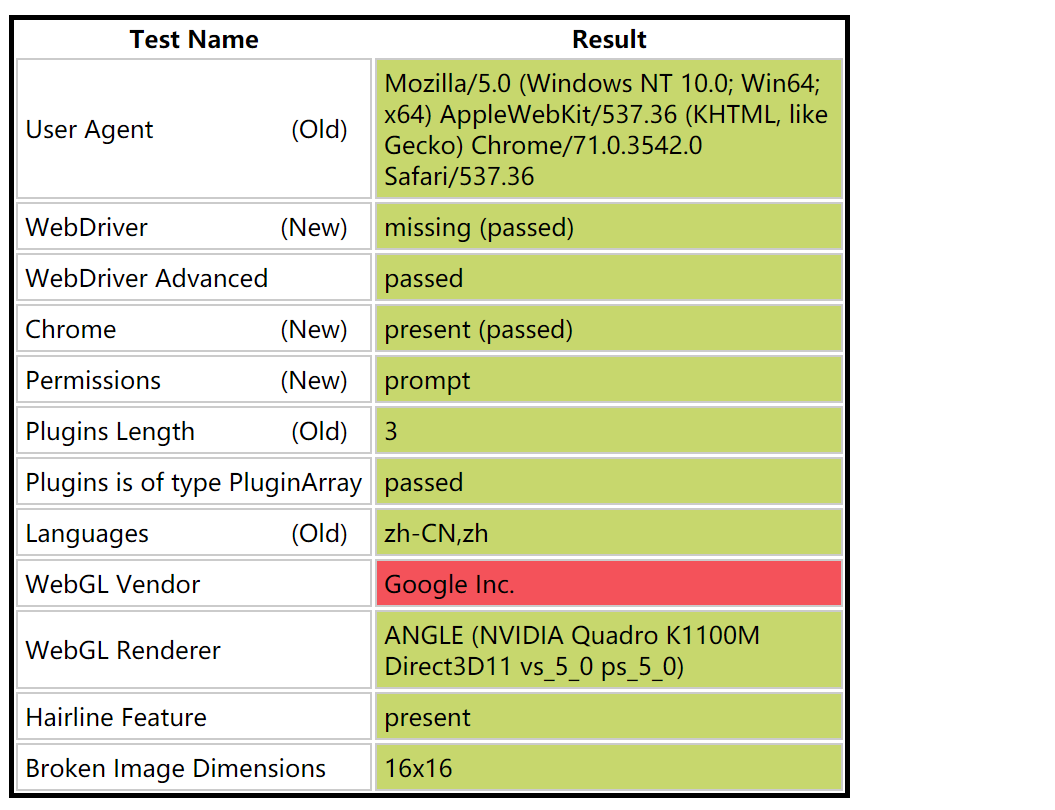 Test Name Result
User Agent (Old) Mozilla/5.0 (Windows NT 10.0; Win64;
x64) AppleWebKit/537.36 (KHTML, like
Gecko) Chrome/71.0.3542.0
Safari/537.36
WebDriver (New) missing (passed)
WebDriver Advanced passed
Chrome (New) present (passed)
Permissions (New) prompt
Plugins Length (Old) 3
Plugins is of type PluginArray passed
Languages (Old) zh-CN,zh
WebGL Vendor Google Inc.
WebGL Renderer ANGLE (NVIDIA Quadro K1100M
Direct3D11 vs_5_0 ps_5_0)
Hairline Feature present
Broken Image Dimensions 16x16